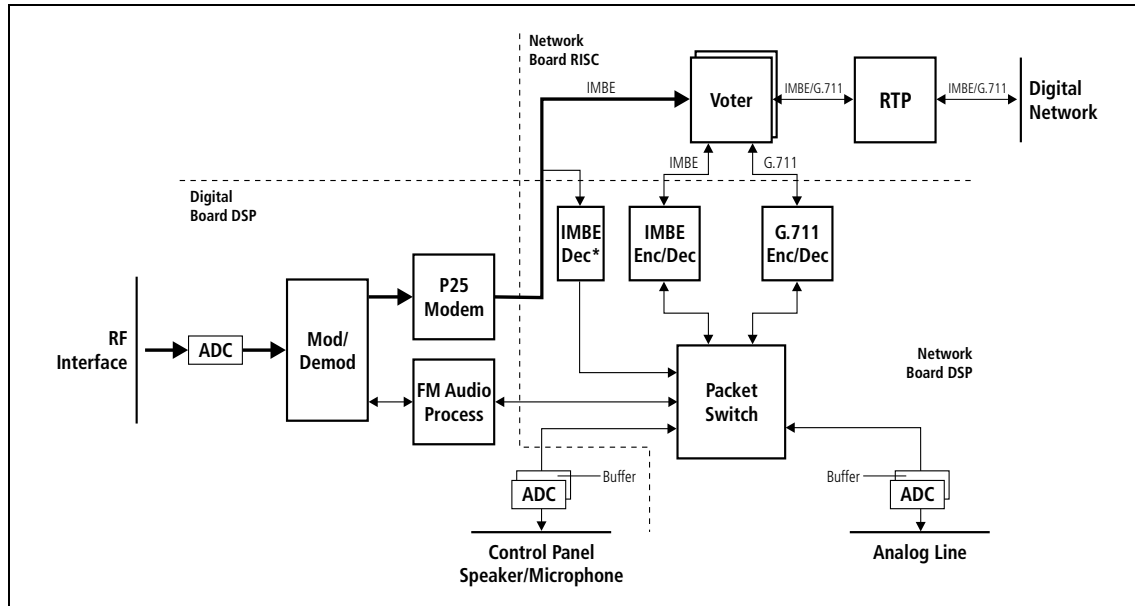 Network
Board RISC
IMBE
Voter
IMBE/G.711
RTP
IMBE/G.711
Digital
Network
IMBE
G.711
Digital
Board DSP
IMBE
Dec*
IMBE
Enc/Dec
G.711
Enc/Dec
P25
Modem
RF
Interface
ADC
Mod/
Demod
FM Audio
Process
Packet
Switch
Network
Board DSP
Buffer
ADC
Buffer
ADC
Control Panel
Speaker/Microphone
Analog Line